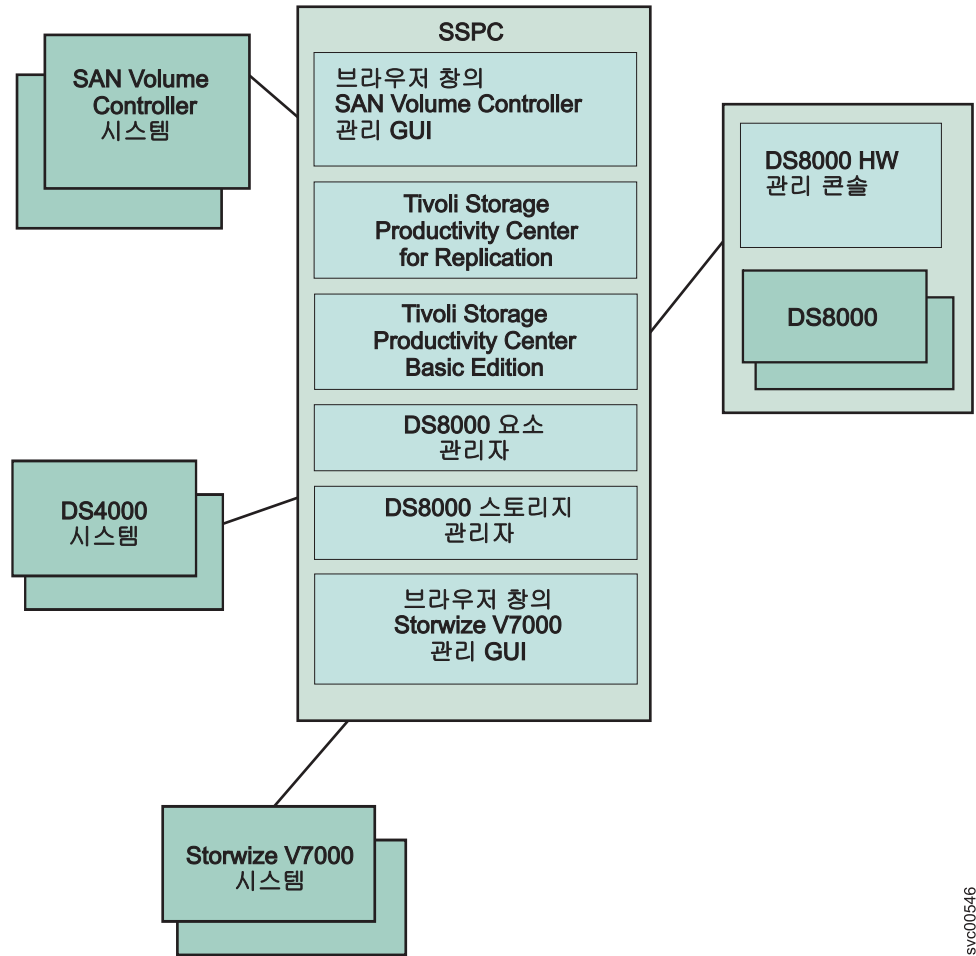 SSPC
SAN Volume
Controller
시스템
브라우저 창의
SAN Volume Controller
관리 GUI
Tivoli Storage
Productivity Center
for Replication
Tivoli Storage
Productivity Center
Basic Edition
DS8000 요소
관리자
DS8000 스토리지
관리자
브라우저 창의
Storwize V7000
관리 GUI
DS8000 HW
관리 콘솔
DS8000
DS4000
시스템
Storwize V7000
시스템
svc00546